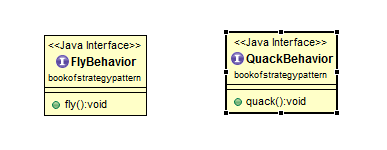 <<Java Interface>>
FlyBehavior
bookofstrategypattern
fly():void
<<Java Interface>>
QuackBehavior
bookofstrategypattern
quack():void